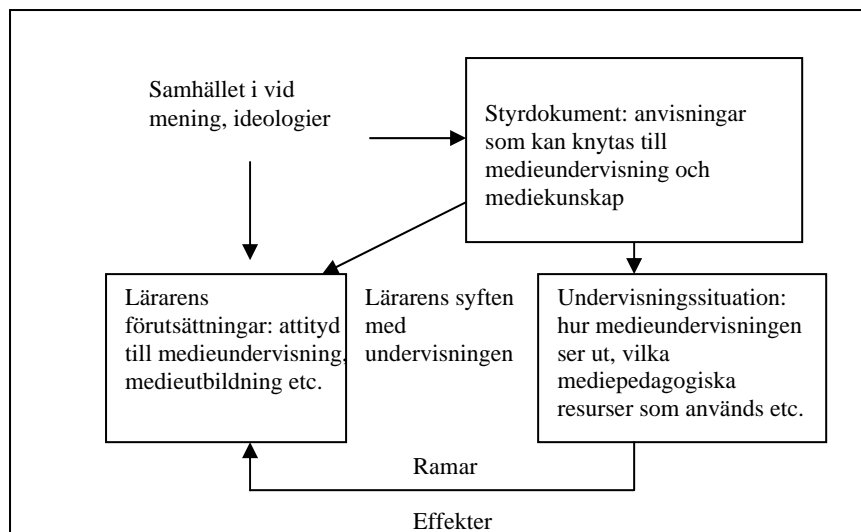 Samhället i vid
mening, ideologier
Styrdokument: anvisningar
som kan knytas till
medieundervisning och
mediekunskap
Lärarens
förutsättningar: attityd
till medieundervisning,
medieutbildning etc.
Lärarens syften
med
undervisningen
Undervisningssituation:
hur medieundervisningen
ser ut, vilka
mediepedagogiska
resurser som används etc.
Ramar
Effekter